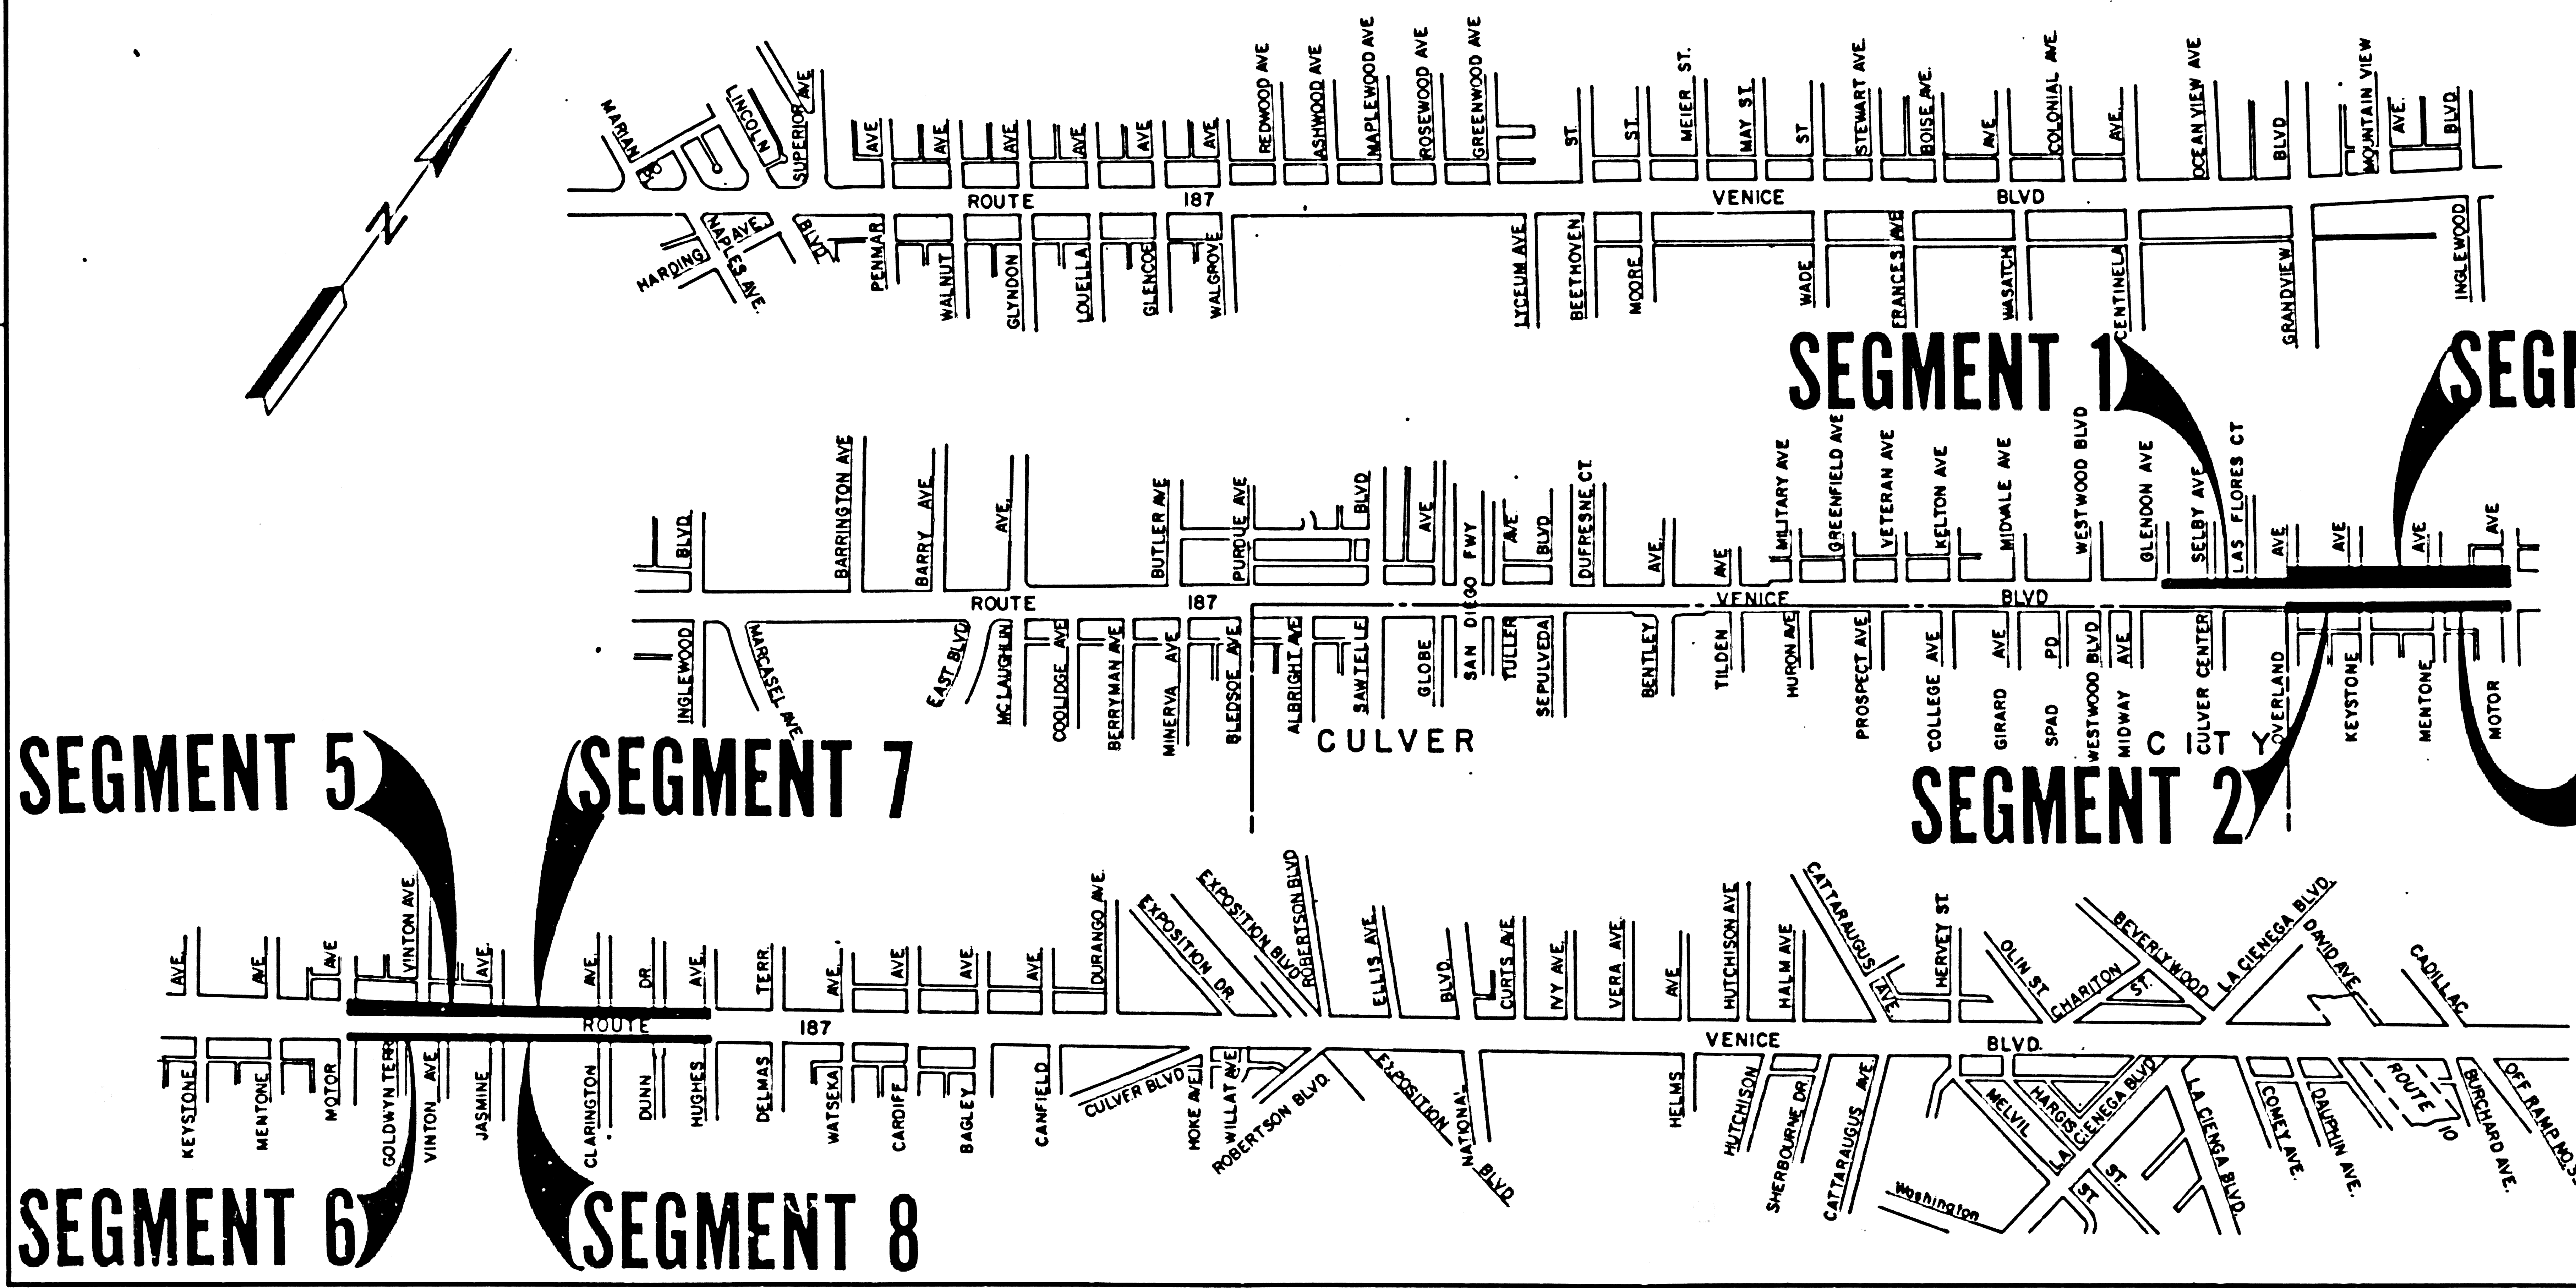 N
MARIAN
LINCOLN
SUPERIOR AVE
AVE
AVE
AVE
AVE
AVE
AVE
REDWOOD AVE
ASHWOOD AVE
MAPLEWOOD AVE
ROSEWOOD AVE
GREENWOOD AVE
ST.
ST.
MEIER ST.
MAY ST.
ST
STEWART AVE.
BOISE AVE.
AVE
COLONIAL AVE.
AVE.
OCEAN VIEW AVE.
BLVD
MOUNTAIN VIEW
AVE.
BLVD
ROUTE 187 VENICE BLVD
HARDING
NAPLES AVE.
BLVD
PENMAR
WALNUT
GLYNDON
LOUELLA
GLENCOE
WALGROVE
LYCEUM AVE.
BEETHOVEN
MOORE
WADE
FRANCES AVE
WASATCH
CENTINELA
GRANDVIEW
INGLEWOOD
SEGMENT 1
SEGM
BLVD.
BARRINGTON AVE
BARRY AVE.
AVE.
BUTLER AVE
PURDUE AVE
BLVD
AVE
SAN DIEGO FWY
AVE.
BLVD
DUFRESNE CT.
AVE.
AVE
MILITARY AVE
GREENFIELD AVE
VETERAN AVE
KELTON AVE
MIDVALE AVE
WESTWOOD BLVD
GLENDON AVE
SELBY AVE
LAS FLORES CT
AVE
AVE
AVE
AVE
ROUTE 187 VENICE BLVD
INGLEWOOD
MARCASEL AVE.
EAST BLVD
MC LAUGHLIN
COOLIDGE AVE
BERRYMAN AVE
MINERVA AVE
BLEDSOE AVE
ALBRIGHT AVE
SAWTELLE
GLOBE
TULLER
SEPULVEDA
BENTLEY
TILDEN
HURON AVE
PROSPECT AVE
COLLEGE AVE
GIRARD AVE
SPAD PD
WESTWOOD BLVD
MIDWAY AVE
CULVER CENTER
OVERLAND
KEYSTONE
MENTONE
MOTOR
CULVER CITY
SEGMENT 2
SEGMENT 5
SEGMENT 7
AVE.
AVE.
AVE
VINTON AVE.
AVE.
AVE.
DR.
AVE.
TERR.
AVE.
AVE
AVE.
AVE
DURANGO AVE.
EXPOSITION DR.
EXPOSITION BLVD
ROBERTSON BLVD
ELLIS AVE.
BLVD.
CURTS AVE.
IVY AVE.
VERA AVE.
AVE
HUTCHISON AVE
HALM AVE
CATTARAUGUS AVE.
HERVEY ST.
OLIN ST
CHARITON ST.
BEVERLYWOOD
LA CIENEGA BLVD.
DAVID AVE.
CADILLAC
ROUTE 187 VENICE BLVD.
KEYSTONE
MENTONE
MOTOR
GOLDWYN TERR
VINTON AVE
JASMINE
CLARINGTON
DUNN
HUGHES
DELMAS
WATSEKA
CARDIFF
BAGLEY
CANFIELD
CULVER BLVD
HOKE AVE
WILLAT AVE
ROBERTSON BLVD.
EXPOSITION
NATIONAL BLVD
HELMS
HUTCHISON
SHERBOURNE DR.
CATTARAUGUS AVE.
Washington
MELVIL ST.
HARGIS ST.
LA CIENEGA BLVD
LA CIENGA BLVD.
COMEY AVE.
DAUPHIN AVE.
ROUTE 10
BURCHARD AVE.
OFF RAMP NO.
SEGMENT 6
SEGMENT 8